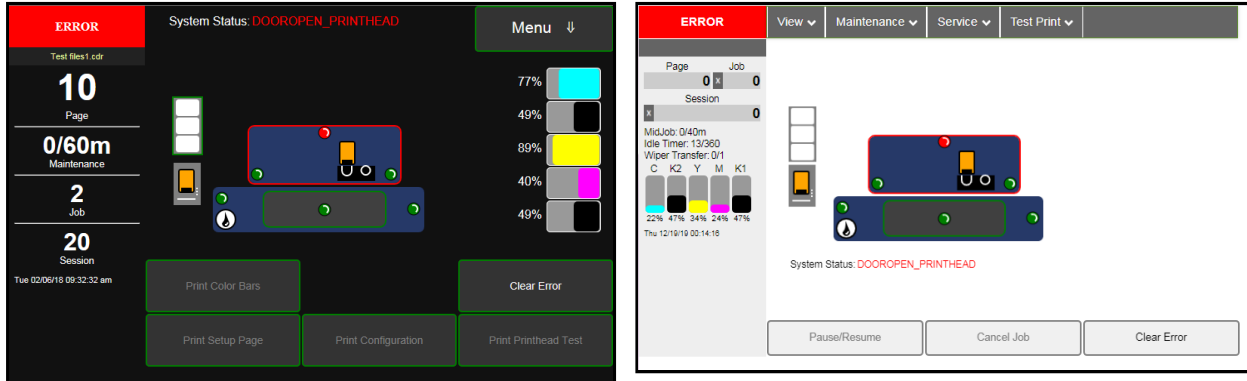 ERROR
System Status: DOOROPEN_PRINTHEAD
Menu ⇓
Test files1.cdr
10
Page
0/60m
Maintenance
2
Job
20
Session
Tue 02/06/18 09:32:32 am
77%
49%
89%
40%
49%
Print Color Bars
Clear Error
Print Setup Page
Print Configuration
Print Printhead Test
ERROR
View Maintenance Service Test Print
Page Job
0 x 0
Session
x 0
MidJob: 0/40m
Idle Timer: 13/360
Wiper Transfer: 0/1
C K2 Y M K1
22% 47% 34% 24% 47%
Thu 12/19/19 00:14:16
System Status: DOOROPEN_PRINTHEAD
Pause/Resume
Cancel Job
Clear Error